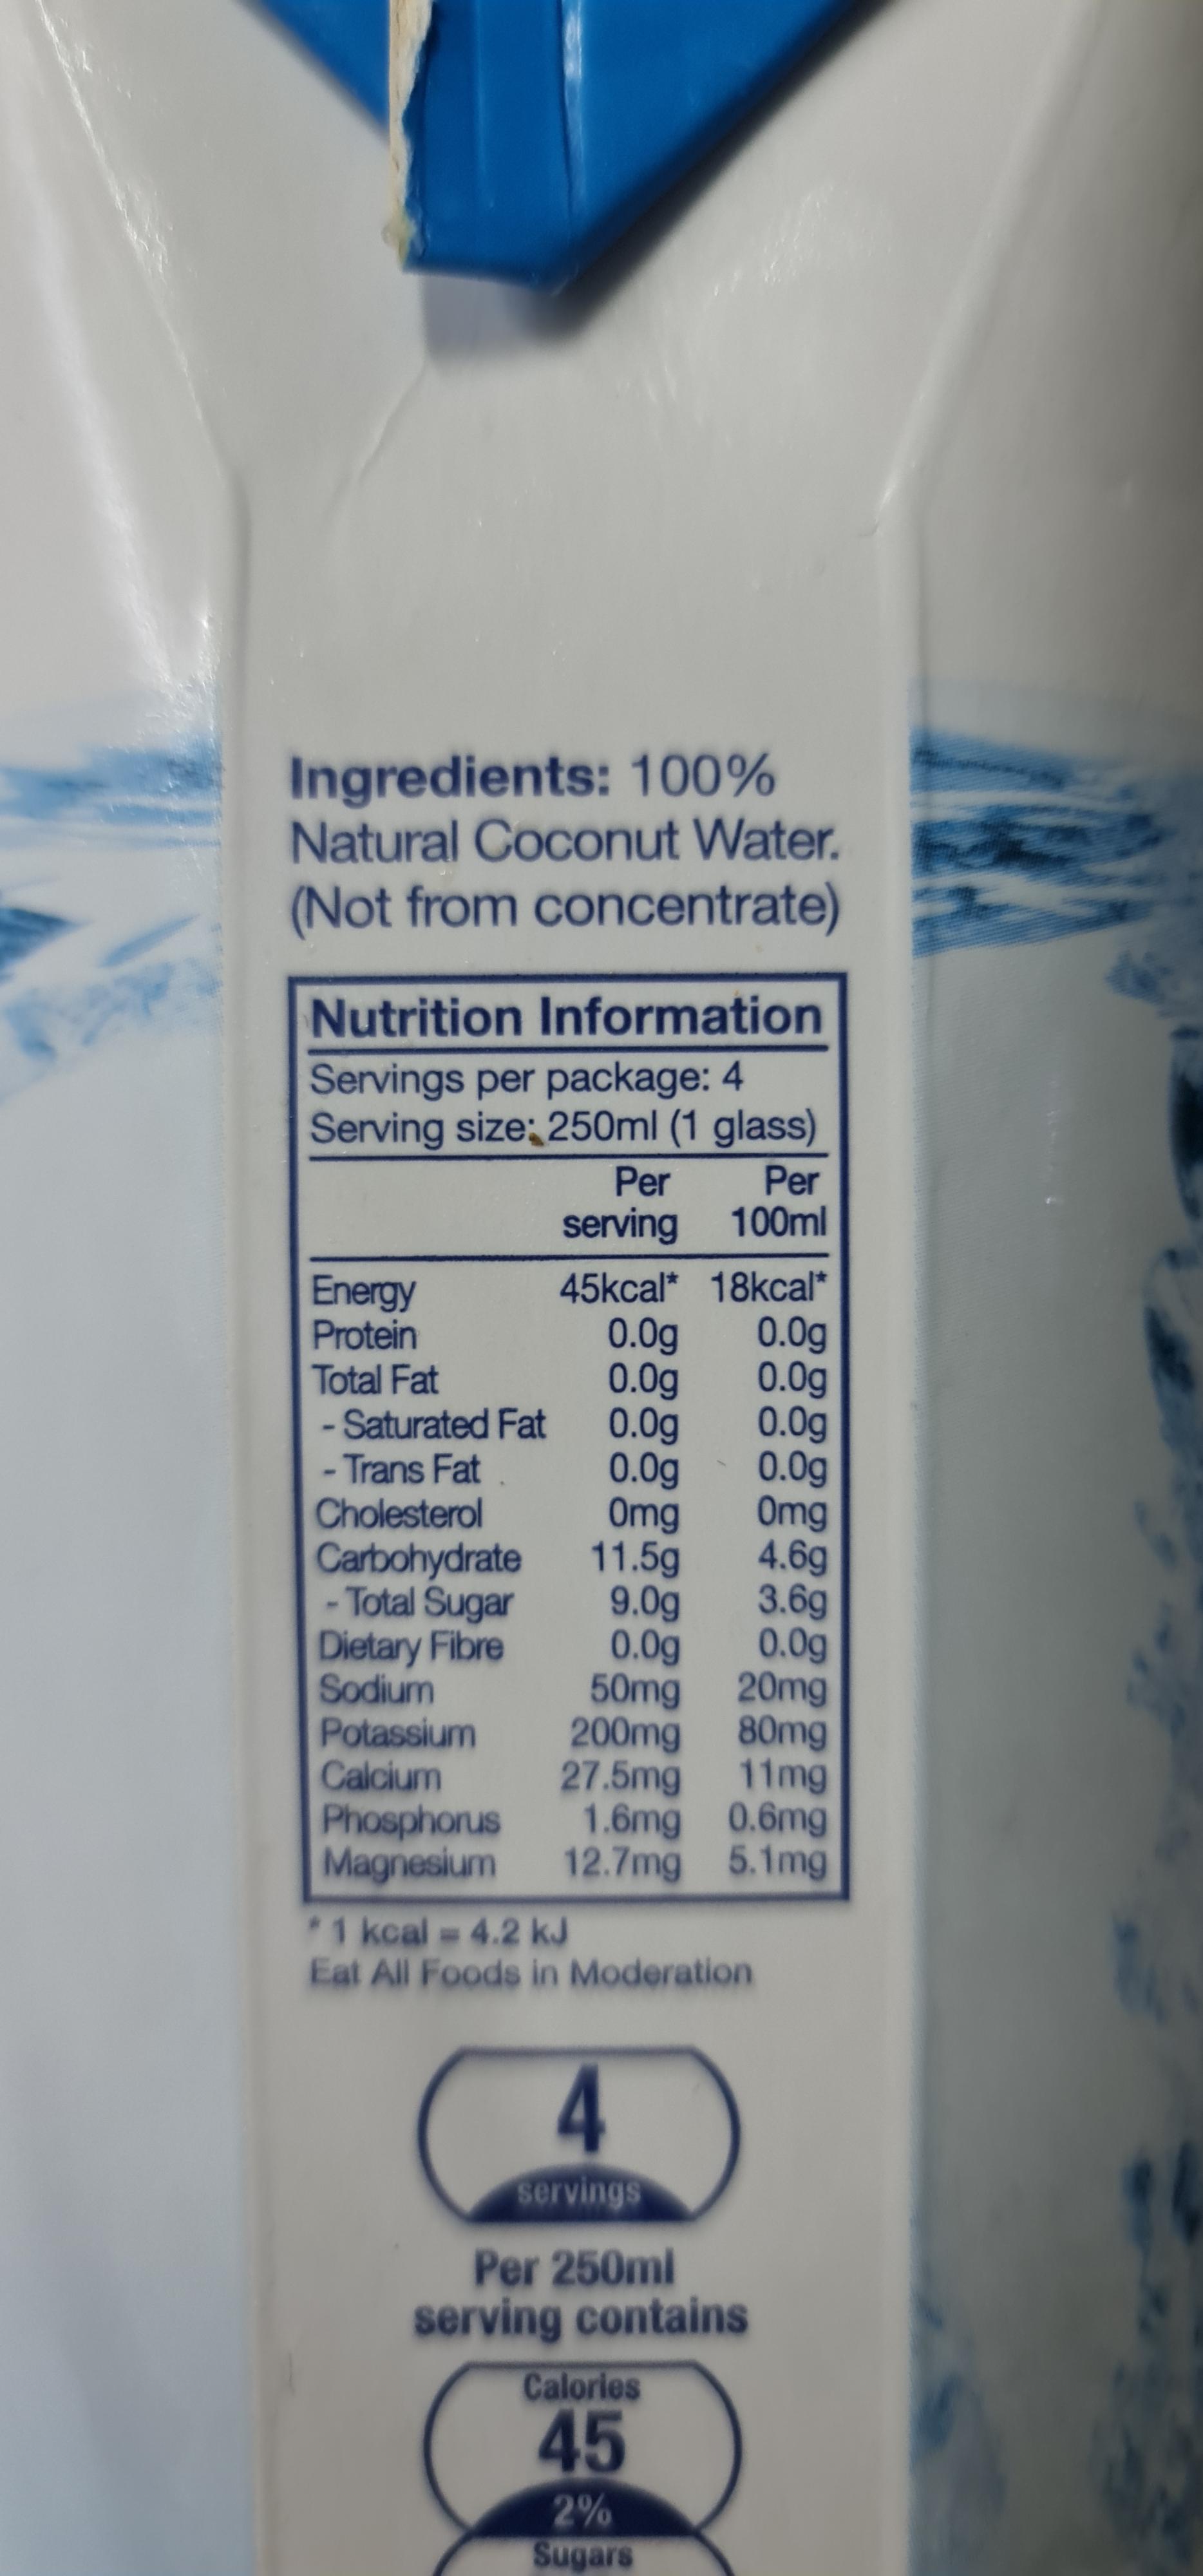 Ingredients: 100%
Natural Coconut Water.
(Not from concentrate)
Nutrition Information
Servings per package: 4
Serving size: 250ml (1 glass)
Per Per
serving 100ml
Energy 45kcal* 18kcal*
Protein 0.0g 0.0g
Total Fat 0.0g 0.0g
- Saturated Fat 0.0g 0.0g
- Trans Fat 0.0g 0.0g
Cholesterol 0mg 0mg
Carbohydrate 11.5g 4.6g
- Total Sugar 9.0g 3.6g
Dietary Fibre 0.0g 0.0g
Sodium 50mg 20mg
Potassium 200mg 80mg
Calcium 27.5mg 11mg
Phosphorus 1.6mg 0.6mg
Magnesium 12.7mg 5.1mg
* 1 kcal = 4.2 kJ
Eat All Foods in Moderation
4
servings
Per 250ml
serving contains
Calories
45
2%
Sugars